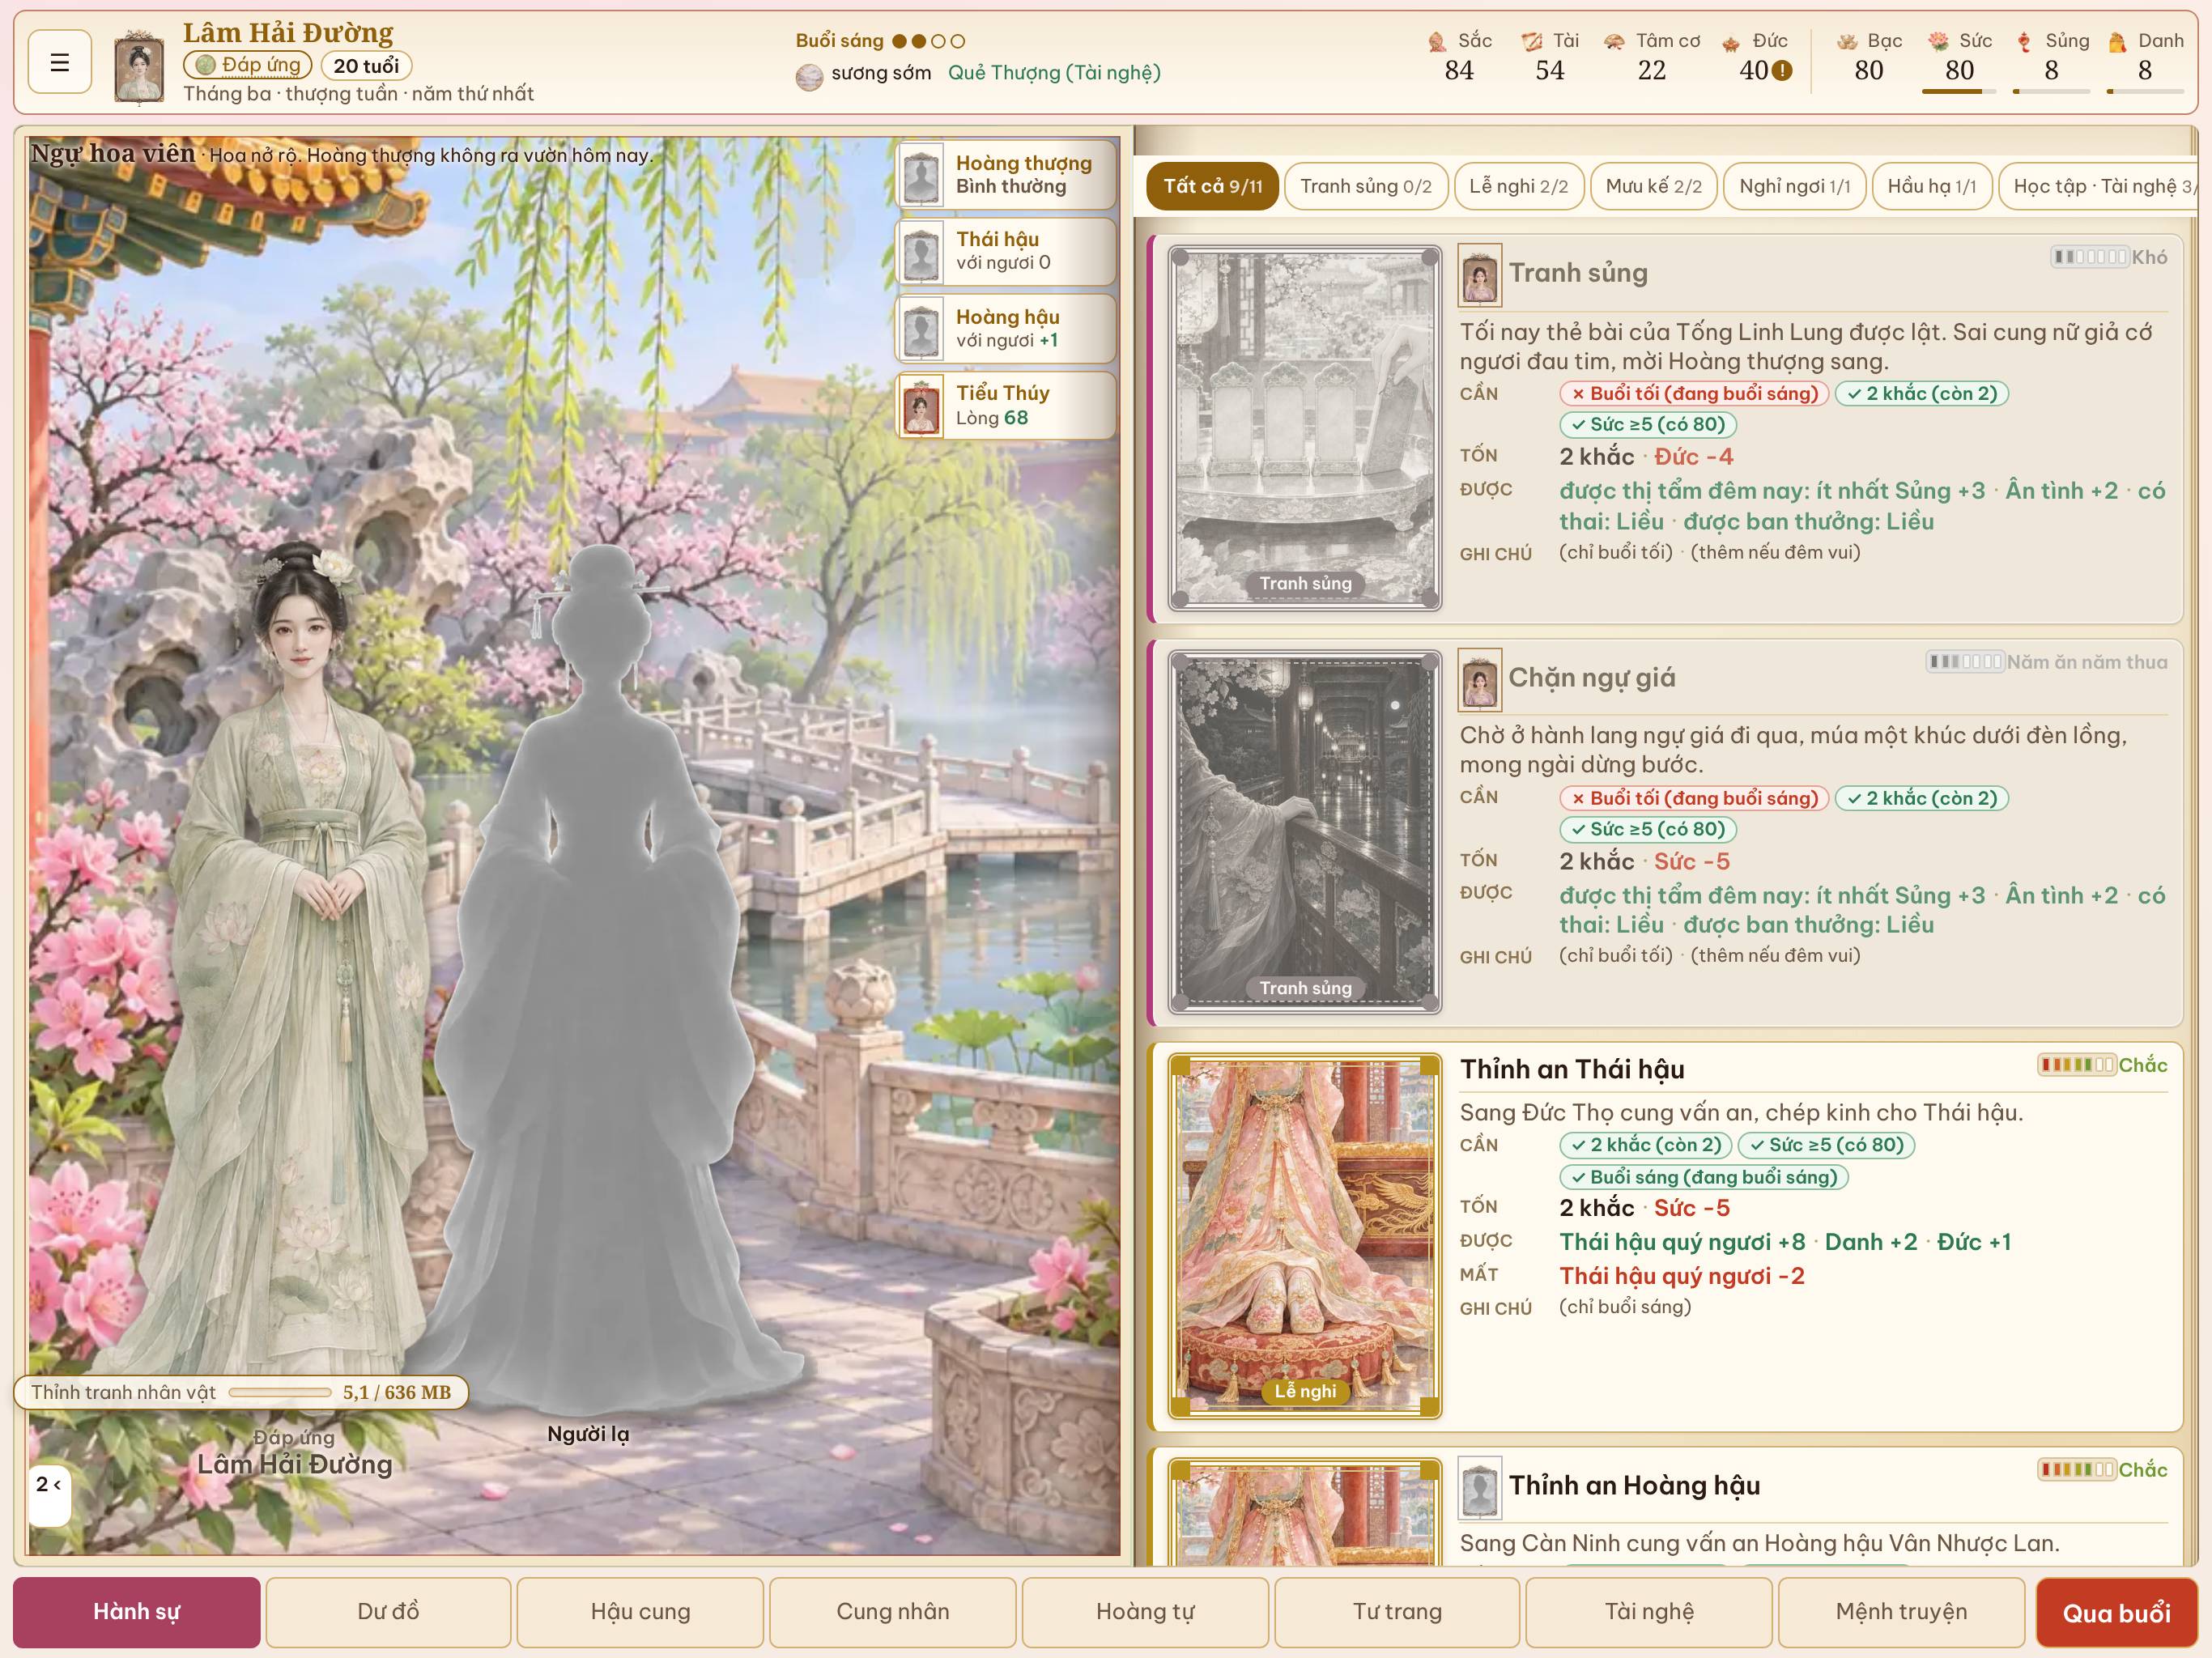 ☰
Lâm Hải Đường
Đáp ứng 20 tuổi
Tháng ba · thượng tuần · năm thứ nhất
Buổi sáng
sương sớm Quẻ Thượng (Tài nghệ)
Sắc 84
Tài 54
Tâm cơ 22
Đức 40 !
Bạc 80
Sức 80
Sủng 8
Danh 8
Ngự hoa viên · Hoa nở rộ. Hoàng thượng không ra vườn hôm nay.
Hoàng thượng
Bình thường
Thái hậu
với ngươi 0
Hoàng hậu
với ngươi +1
Tiểu Thúy
Lòng 68
Thỉnh tranh nhân vật 5,1 / 636 MB
Đáp ứng
Lâm Hải Đường
Người lạ
2 ‹
Tất cả 9/11
Tranh sủng 0/2
Lễ nghi 2/2
Mưu kế 2/2
Nghỉ ngơi 1/1
Hầu hạ 1/1
Học tập · Tài nghệ 3/
Tranh sủng
Tranh sủng
Khó
Tối nay thẻ bài của Tống Linh Lung được lật. Sai cung nữ giả cớ
ngươi đau tim, mời Hoàng thượng sang.
CẦN × Buổi tối (đang buổi sáng) ✓ 2 khắc (còn 2)
✓ Sức ≥5 (có 80)
TỐN 2 khắc · Đức -4
ĐƯỢC được thị tẩm đêm nay: ít nhất Sủng +3 · Ân tình +2 · có
thai: Liều · được ban thưởng: Liều
GHI CHÚ (chỉ buổi tối) · (thêm nếu đêm vui)
Tranh sủng
Chặn ngự giá
Năm ăn năm thua
Chờ ở hành lang ngự giá đi qua, múa một khúc dưới đèn lồng,
mong ngài dừng bước.
CẦN × Buổi tối (đang buổi sáng) ✓ 2 khắc (còn 2)
✓ Sức ≥5 (có 80)
TỐN 2 khắc · Sức -5
ĐƯỢC được thị tẩm đêm nay: ít nhất Sủng +3 · Ân tình +2 · có
thai: Liều · được ban thưởng: Liều
GHI CHÚ (chỉ buổi tối) · (thêm nếu đêm vui)
Lễ nghi
Thỉnh an Thái hậu
Chắc
Sang Đức Thọ cung vấn an, chép kinh cho Thái hậu.
CẦN ✓ 2 khắc (còn 2) ✓ Sức ≥5 (có 80)
✓ Buổi sáng (đang buổi sáng)
TỐN 2 khắc · Sức -5
ĐƯỢC Thái hậu quý ngươi +8 · Danh +2 · Đức +1
MẤT Thái hậu quý ngươi -2
GHI CHÚ (chỉ buổi sáng)
Thỉnh an Hoàng hậu
Chắc
Sang Càn Ninh cung vấn an Hoàng hậu Vân Nhược Lan.
Hành sự
Dư đồ
Hậu cung
Cung nhân
Hoàng tự
Tư trang
Tài nghệ
Mệnh truyện
Qua buổi